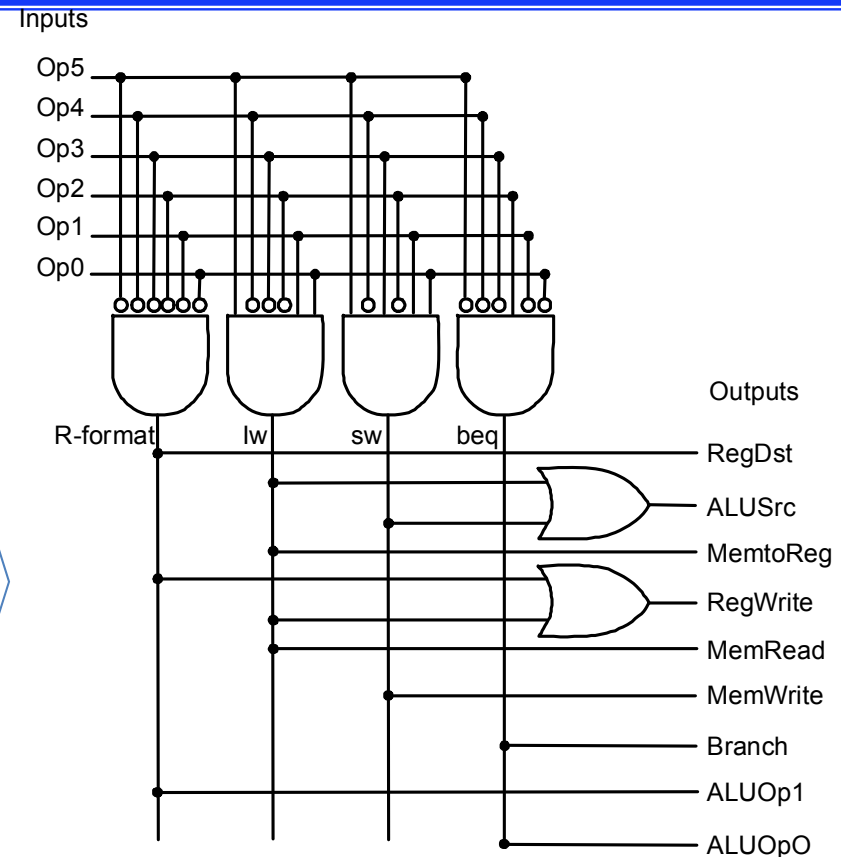 Inputs
Op5
Op4
Op3
Op2
Op1
Op0
Outputs
R-format lw sw beq
RegDst
ALUSrc
MemtoReg
RegWrite
MemRead
MemWrite
Branch
ALUOp1
ALUOpO